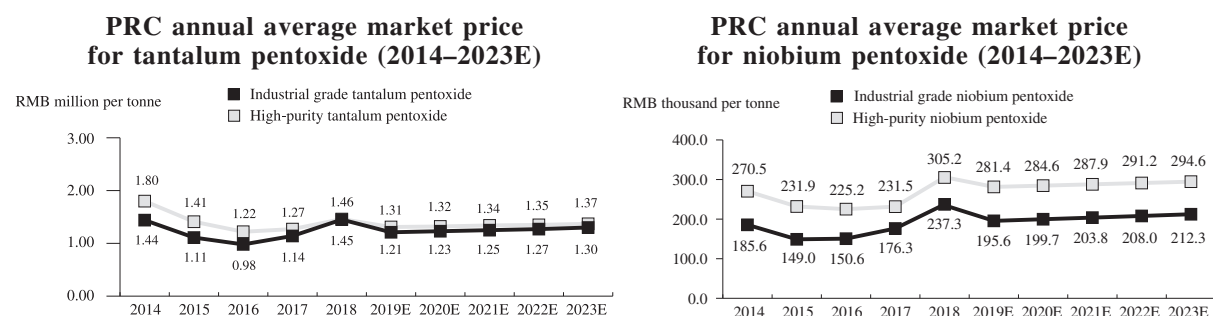 PRC annual average market price
for tantalum pentoxide (2014–2023E)
RMB million per tonne
Industrial grade tantalum pentoxide
High-purity tantalum pentoxide
3.00
2.00
1.00
0.00
1.80 1.41 1.22 1.27 1.46 1.31 1.32 1.34 1.35 1.37
1.44 1.11 0.98 1.14 1.45 1.21 1.23 1.25 1.27 1.30
2014 2015 2016 2017 2018 2019E 2020E 2021E 2022E 2023E
PRC annual average market price
for niobium pentoxide (2014–2023E)
RMB thousand per tonne
Industrial grade niobium pentoxide
High-purity niobium pentoxide
400.0
300.0
200.0
100.0
0.0
270.5 231.9 225.2 231.5 305.2 281.4 284.6 287.9 291.2 294.6
185.6 149.0 150.6 176.3 237.3 195.6 199.7 203.8 208.0 212.3
2014 2015 2016 2017 2018 2019E 2020E 2021E 2022E 2023E